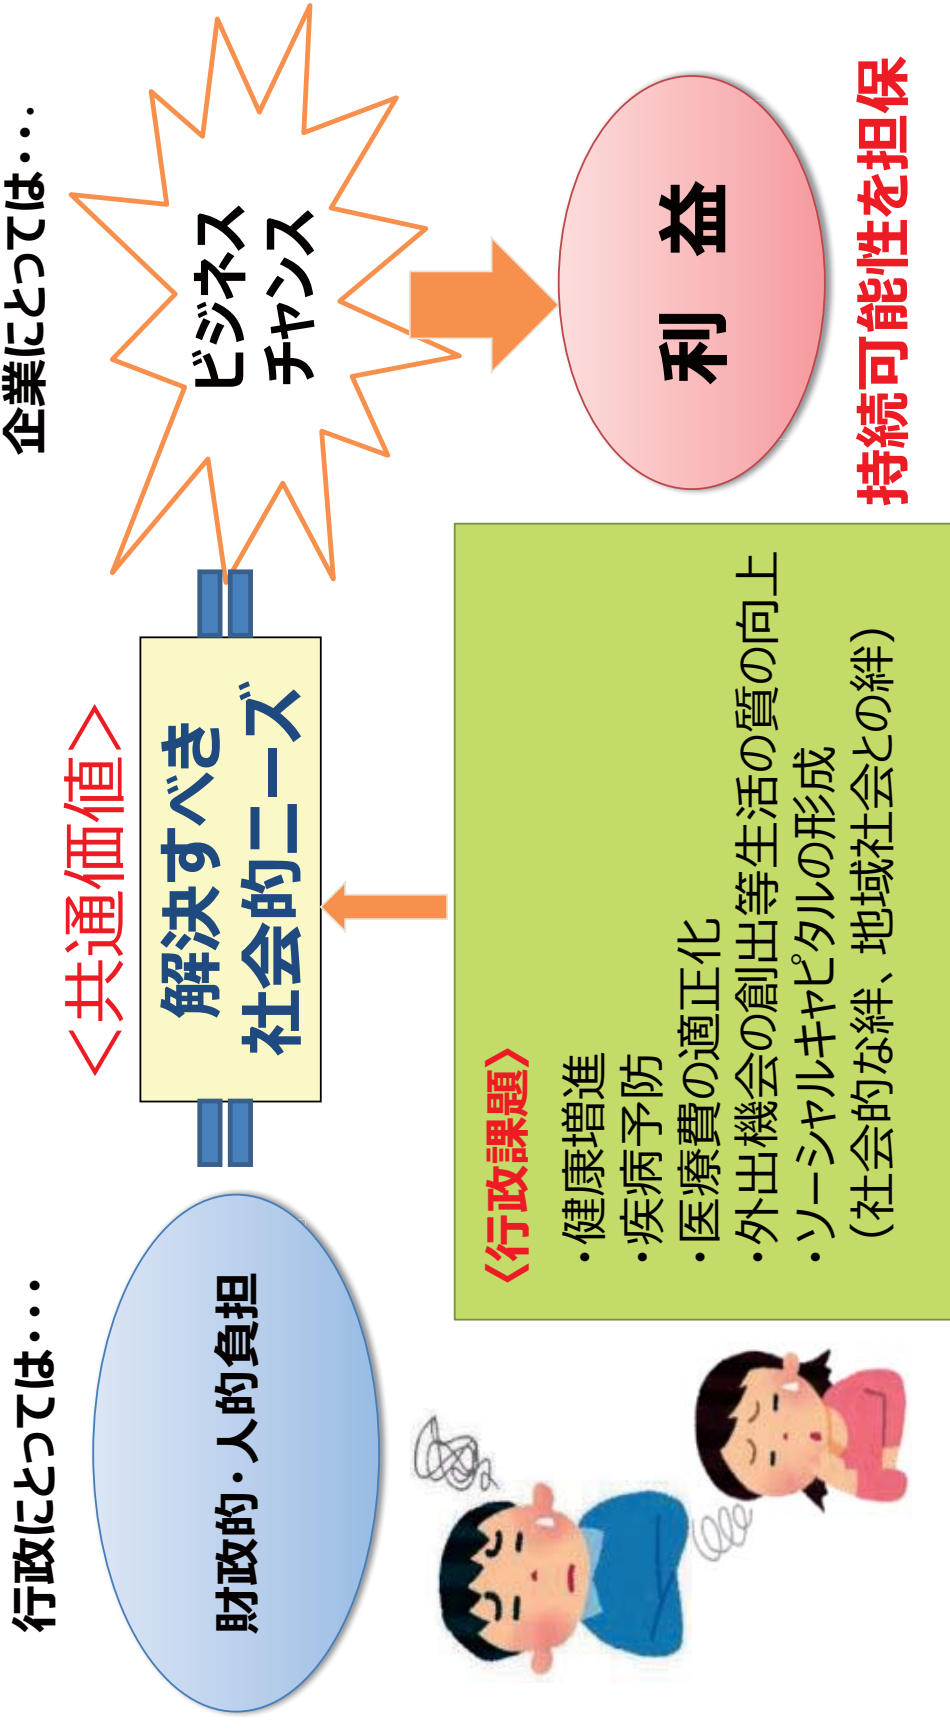 行政にとっては・・・
財政的・人的負担
＜共通価値＞
解決すべき
社会的ニーズ
企業にとっては・・・
ビジネス
チャンス
利 益
持続可能性を担保
《行政課題》
・健康増進
・疾病予防
・医療費の適正化
・外出機会の創出等生活の質の向上
・ソーシャルキャピタルの形成
（社会的な絆、地域社会との絆）